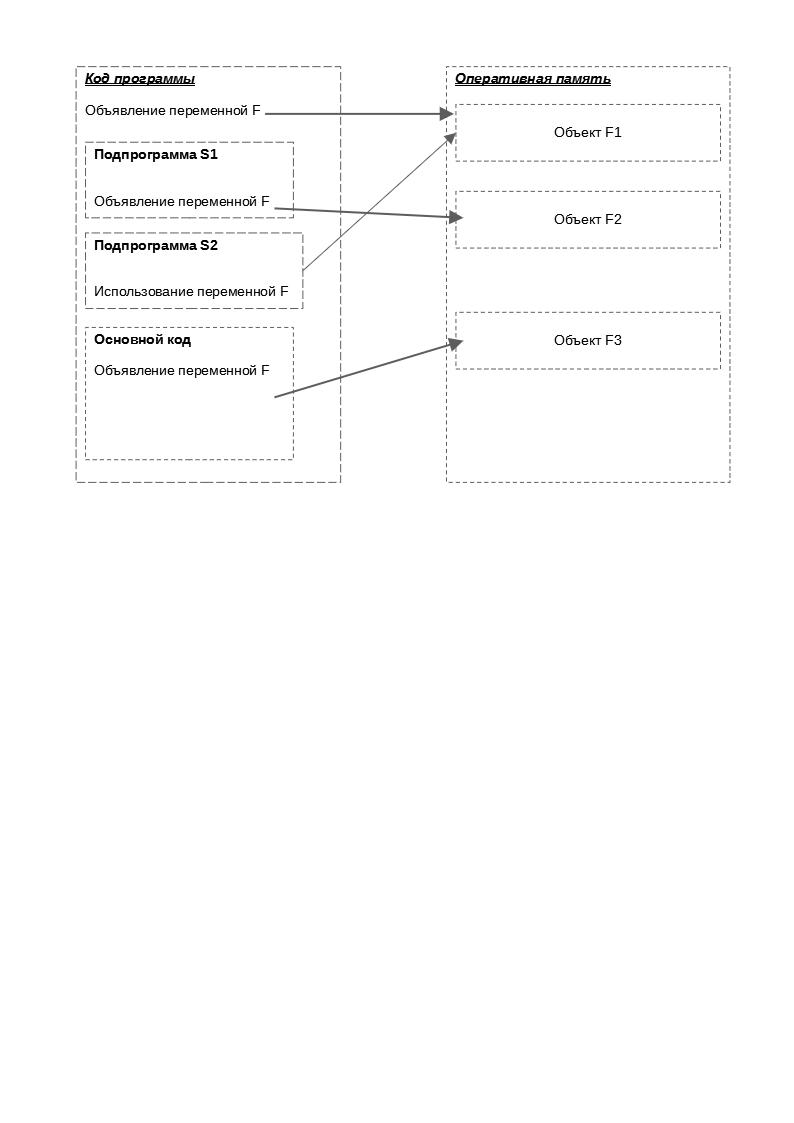 Код программы
Объявление переменной F
Подпрограмма S1
Объявление переменной F
Подпрограмма S2
Использование переменной F
Основной код
Объявление переменной F
Оперативная память
Объект F1
Объект F2
Объект F3